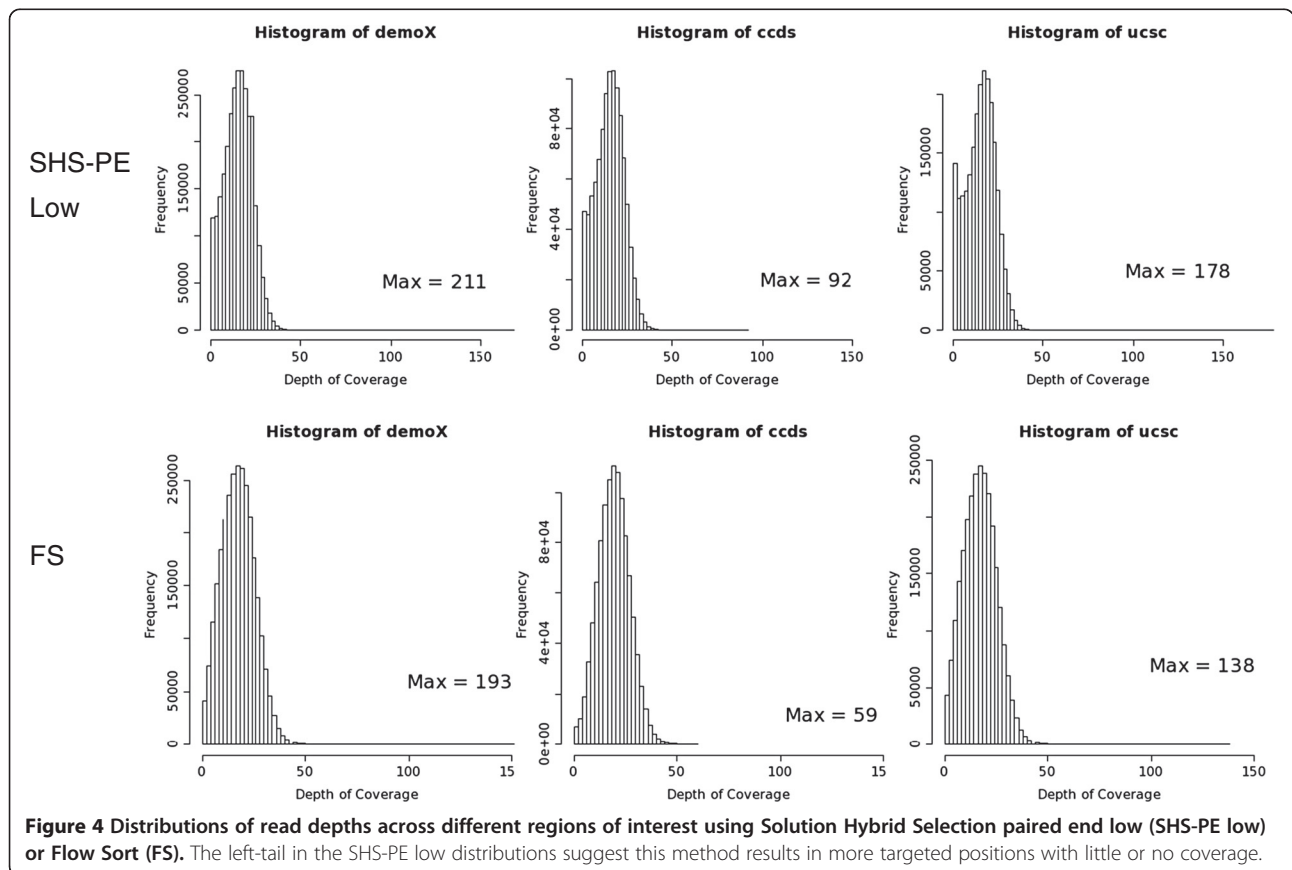 Histogram of demoX
Histogram of ccds
Histogram of ucsc
SHS-PE
Low
Frequency
250000
150000
50000
0
Max = 211
0 50 100 150
Depth of Coverage
Frequency
8e+04
4e+04
0e+00
Max = 92
0 50 100 150
Depth of Coverage
Frequency
150000
50000
0
Max = 178
0 50 100 150
Depth of Coverage
Histogram of demoX
Histogram of ccds
Histogram of ucsc
FS
Frequency
250000
150000
50000
0
Max = 193
0 50 100 15
Depth of Coverage
Frequency
8e+04
4e+04
0e+00
Max = 59
0 50 100 15
Depth of Coverage
Frequency
250000
150000
50000
0
Max = 138
0 50 100 150
Depth of Coverage
Figure 4 Distributions of read depths across different regions of interest using Solution Hybrid Selection paired end low (SHS-PE low)
or Flow Sort (FS). The left-tail in the SHS-PE low distributions suggest this method results in more targeted positions with little or no coverage.